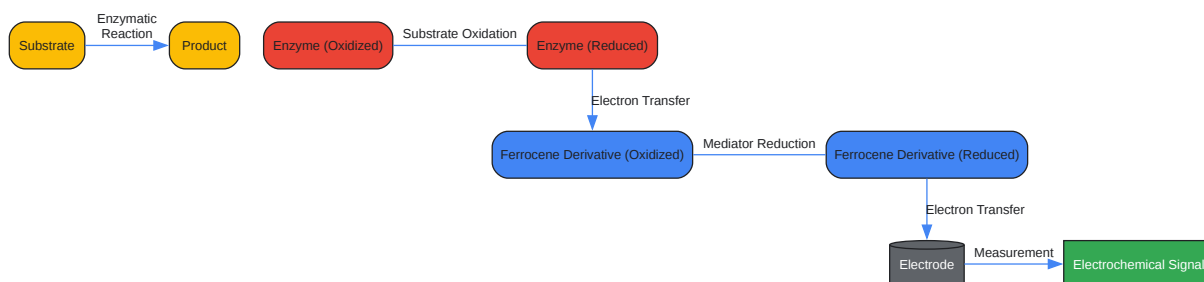 Enzymatic
Reaction
Substrate
Product
Enzyme (Oxidized)
Substrate Oxidation
Enzyme (Reduced)
Electron Transfer
Ferrocene Derivative (Oxidized)
Mediator Reduction
Ferrocene Derivative (Reduced)
Electron Transfer
Electrode
Measurement
Electrochemical Signal